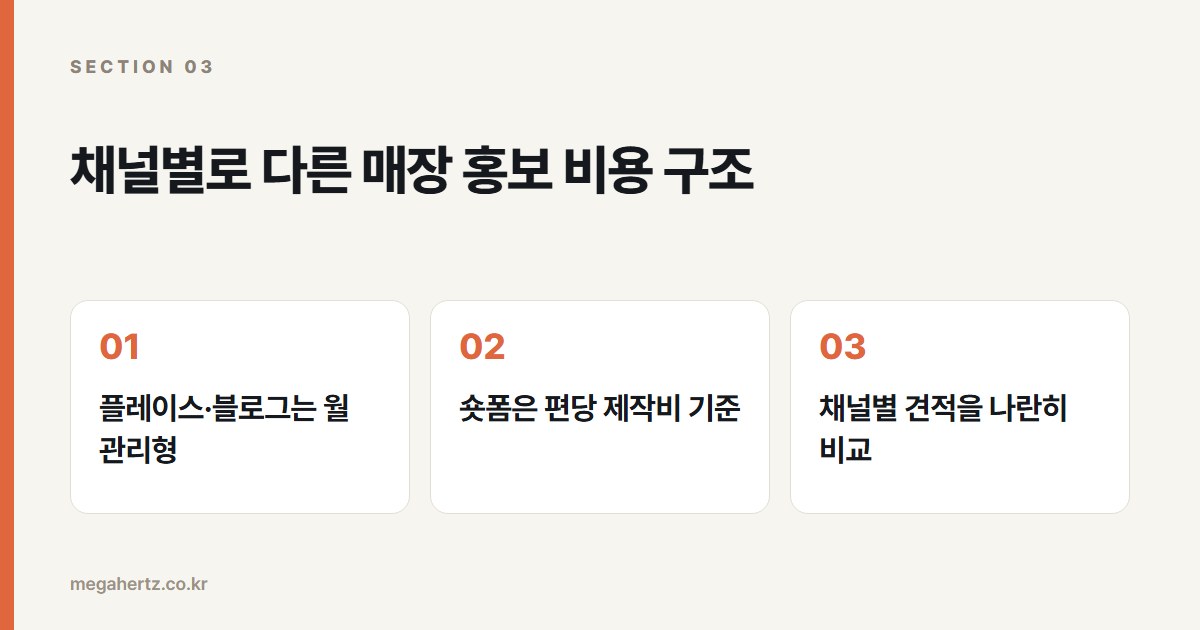 SECTION 03
채널별로 다른 매장 홍보 비용 구조
01
플레이스·블로그는 월
관리형
02
숏폼은 편당 제작비 기준
03
채널별 견적을 나란히
비교
megahertz.co.kr